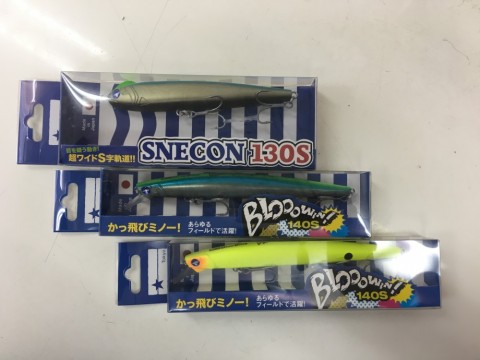 超ワイドS字軌道!!
SNECON 130S
かっ飛びミノー!
あらゆる
フィールドで活躍!
BLOOOWIN!
140S
かっ飛びミノー!
あらゆる
フィールドで活躍!
BLOOOWIN!
140S